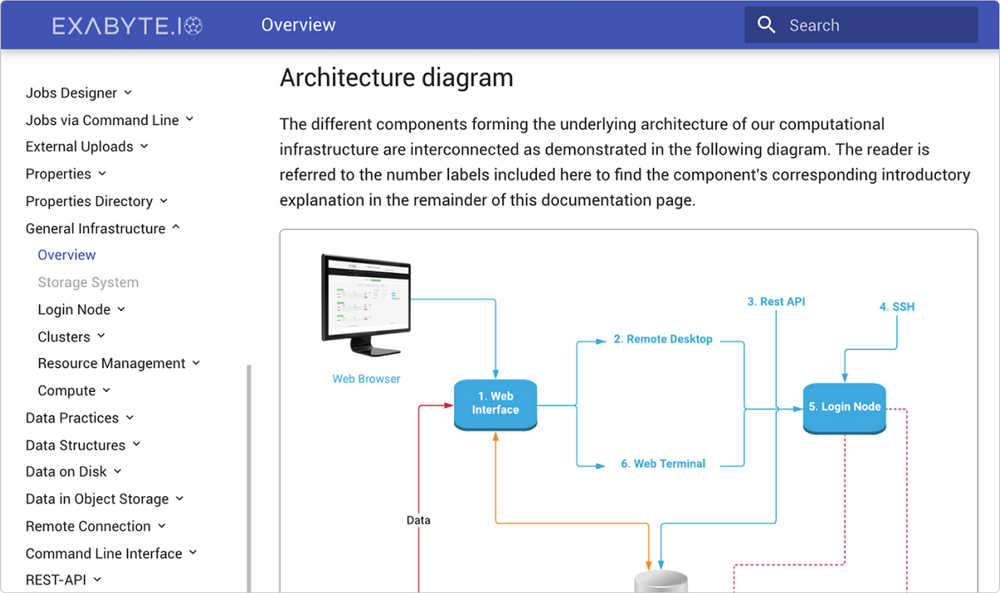 EXABYTE.IO
Overview
Search
Jobs Designer
Jobs via Command Line
External Uploads
Properties
Properties Directory
General Infrastructure
Overview
Storage System
Login Node
Clusters
Resource Management
Compute
Data Practices
Data Structures
Data on Disk
Data in Object Storage
Remote Connection
Command Line Interface
REST-API
Architecture diagram
The different components forming the underlying architecture of our computational
infrastructure are interconnected as demonstrated in the following diagram. The reader is
referred to the number labels included here to find the component's corresponding introductory
explanation in the remainder of this documentation page.
Web Browser
1. Web
Interface
2. Remote Desktop
3. Rest API
4. SSH
5. Login Node
6. Web Terminal
Data